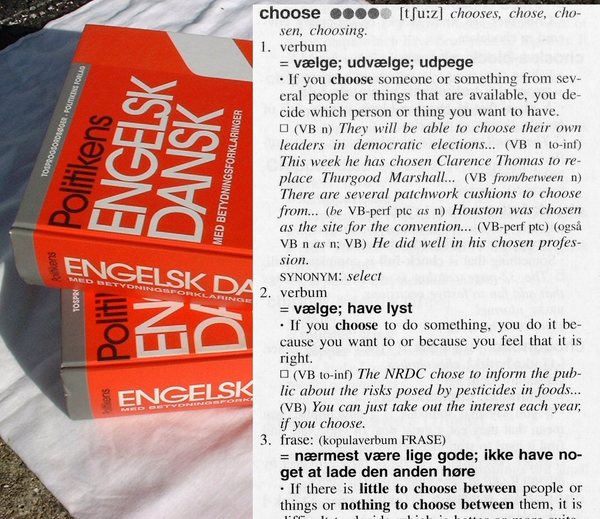 TOSPROGSORDBØGER · POLITIKENS FORLAG
Politikens
ENGELSK
DANSK
MED BETYDNINGSFORKLARINGER
Politikens
ENGELSK DA
MED BETYDNINGSFORKLARINGER
TOSPR
Politikens
EN
Politikens
ENGELSK
MED BETYDNINGSFORK
choose [tʃuːz] chooses, chose, cho-
sen, choosing.
1. verbum
= vælge; udvælge; udpege
· If you choose someone or something from sev-
eral people or things that are available, you de-
cide which person or thing you want to have.
□ (VB n) They will be able to choose their own
leaders in democratic elections... (VB n to-inf)
This week he has chosen Clarence Thomas to re-
place Thurgood Marshall... (VB from/between n)
There are several patchwork cushions to choose
from... (be VB-perf ptc as n) Houston was chosen
as the site for the convention... (VB-perf ptc) (også
VB n as n; VB) He did well in his chosen profes-
sion.
SYNONYM: select
2. verbum
= vælge; have lyst
· If you choose to do something, you do it be-
cause you want to or because you feel that it is
right.
□ (VB to-inf) The NRDC chose to inform the pub-
lic about the risks posed by pesticides in foods...
(VB) You can just take out the interest each year,
if you choose.
3. frase: (kopulaverbum FRASE)
= nærmest være lige gode; ikke have no-
get at lade den anden høre
· If there is little to choose between people or
things or nothing to choose between them, it is